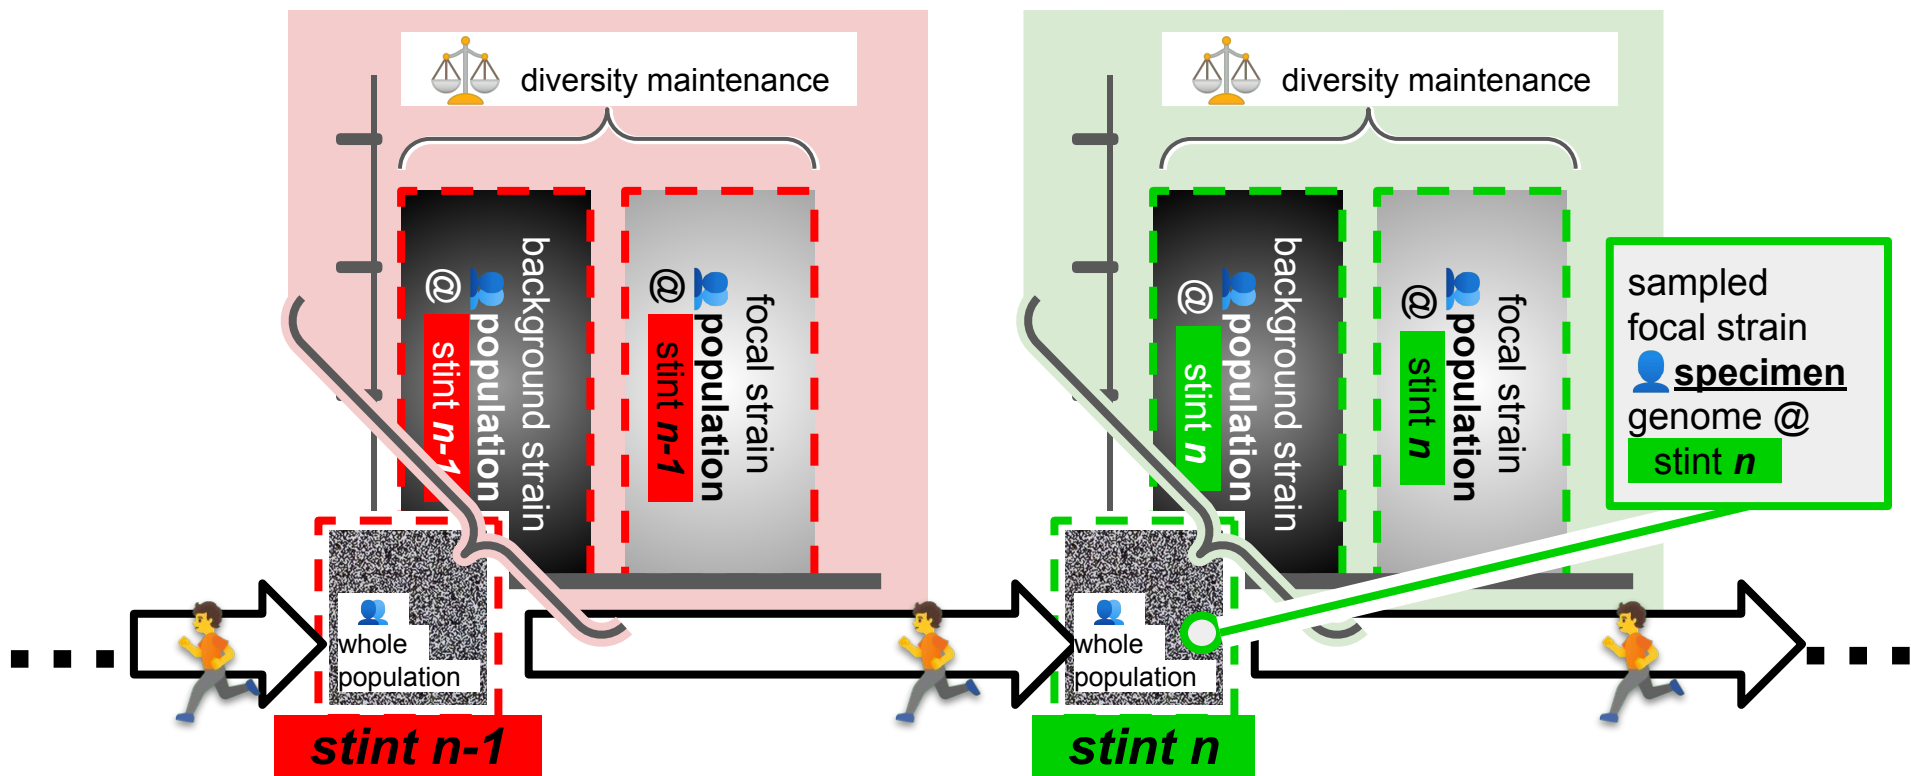 diversity maintenance
background strain
population
@ stint n-1
focal strain
population
@ stint n-1
whole
population
stint n-1
diversity maintenance
background strain
population
@ stint n
focal strain
population
@ stint n
whole
population
stint n
sampled
focal strain
specimen
genome @
stint n